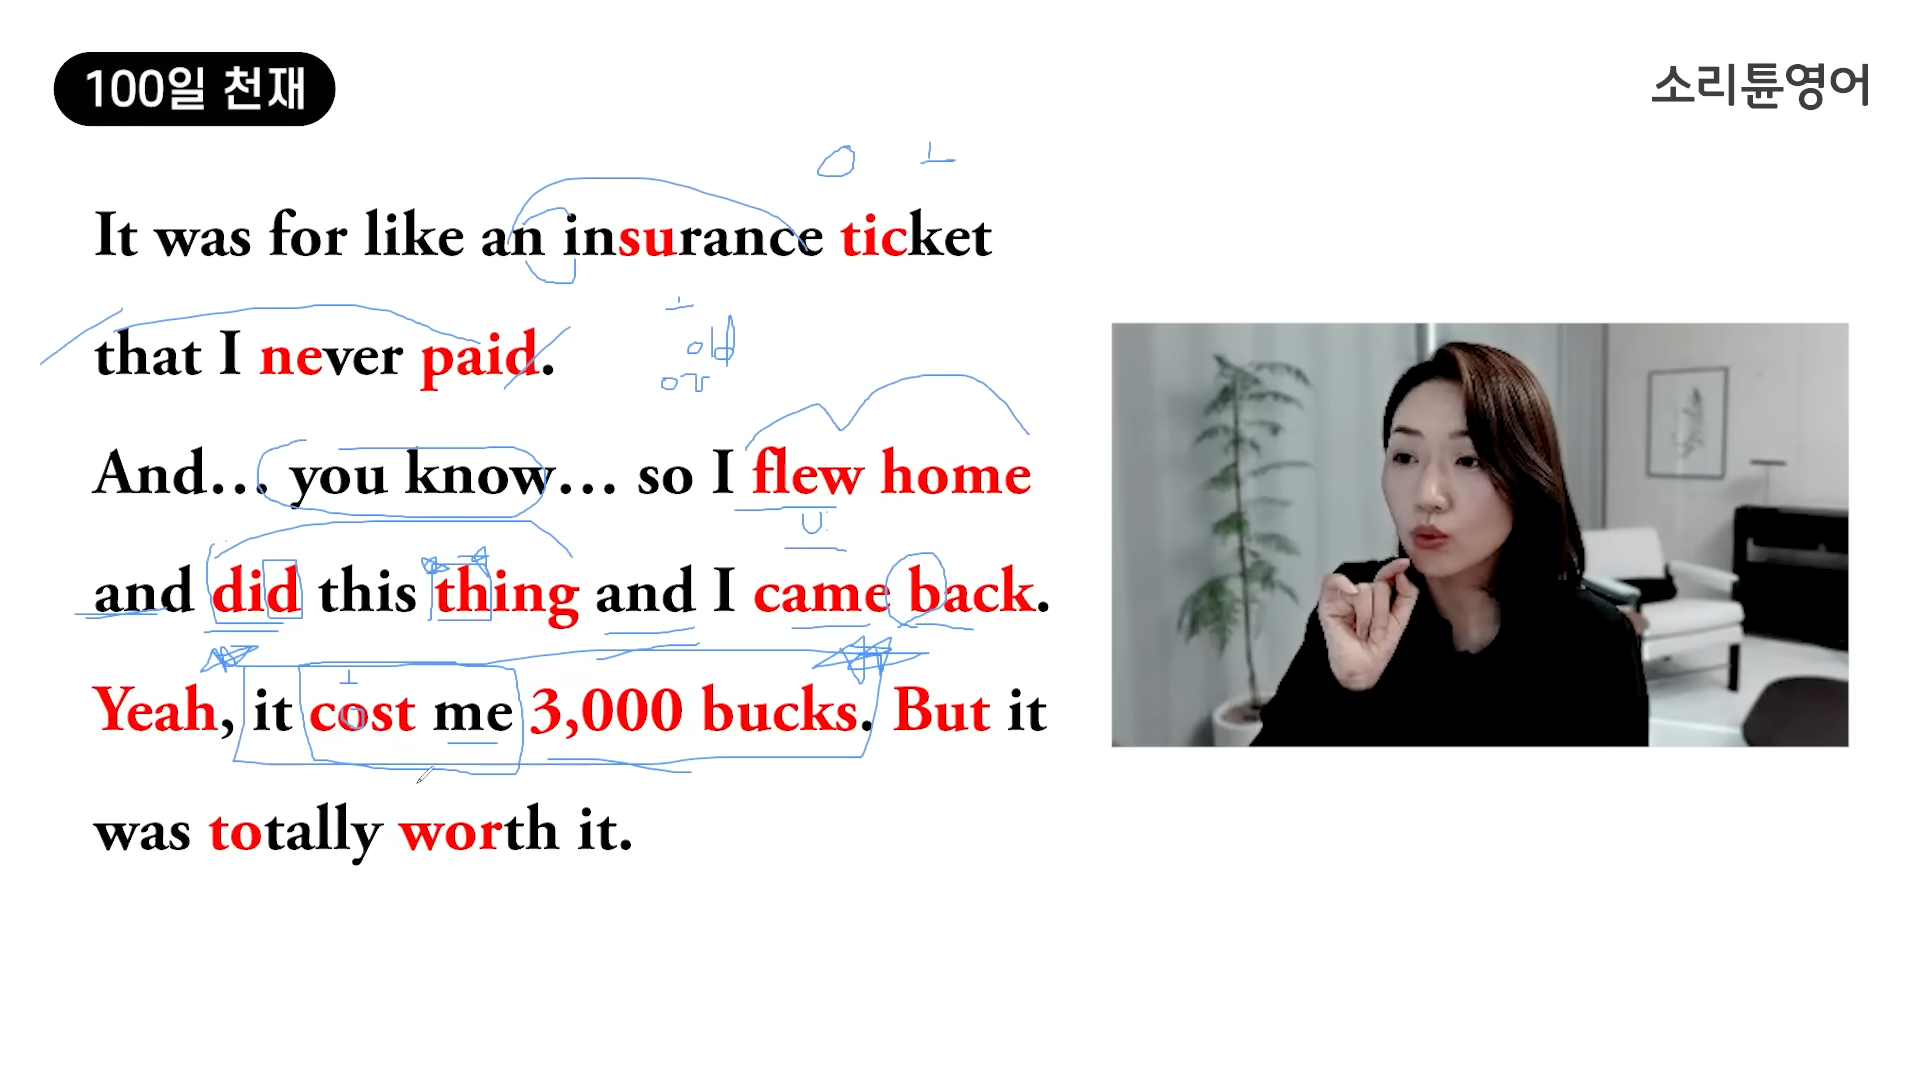 100일 천재
소리튠영어
It was for like an insurance ticket
that I never paid.
And… you know… so I flew home
and did this thing and I came back.
Yeah, it cost me 3,000 bucks. But it
was totally worth it.